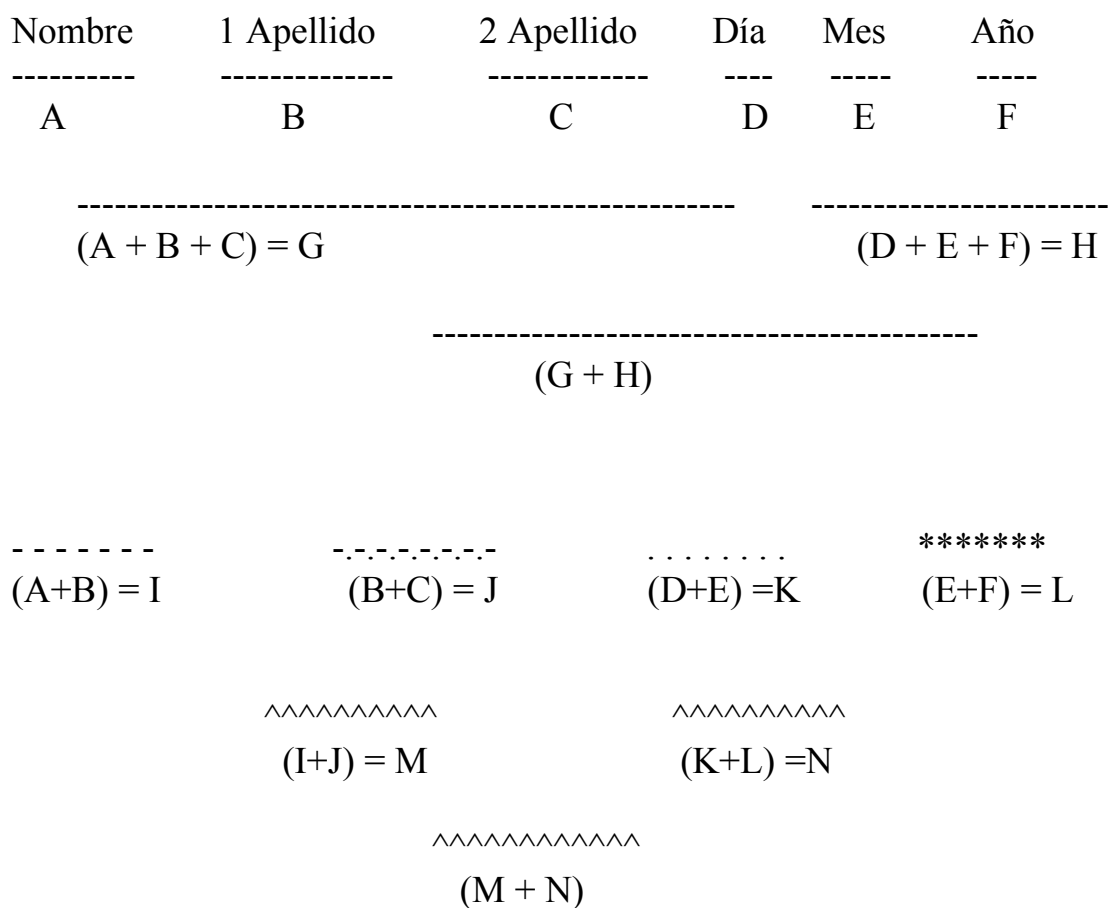 Nombre 1 Apellido 2 Apellido Día Mes Año
---------- -------------- ------------- ---- ----- -----
A B C D E F
----------------------------------------------------- ------------------------
(A + B + C) = G (D + E + F) = H
--------------------------------------------
(G + H)
- - - - - - - -.-.-.-.-.-.-.- . . . . . . . . *******
(A+B) = I (B+C) = J (D+E) =K (E+F) = L
^^^^^^^^^^ ^^^^^^^^^^
(I+J) = M (K+L) =N
^^^^^^^^^^^^
(M + N)